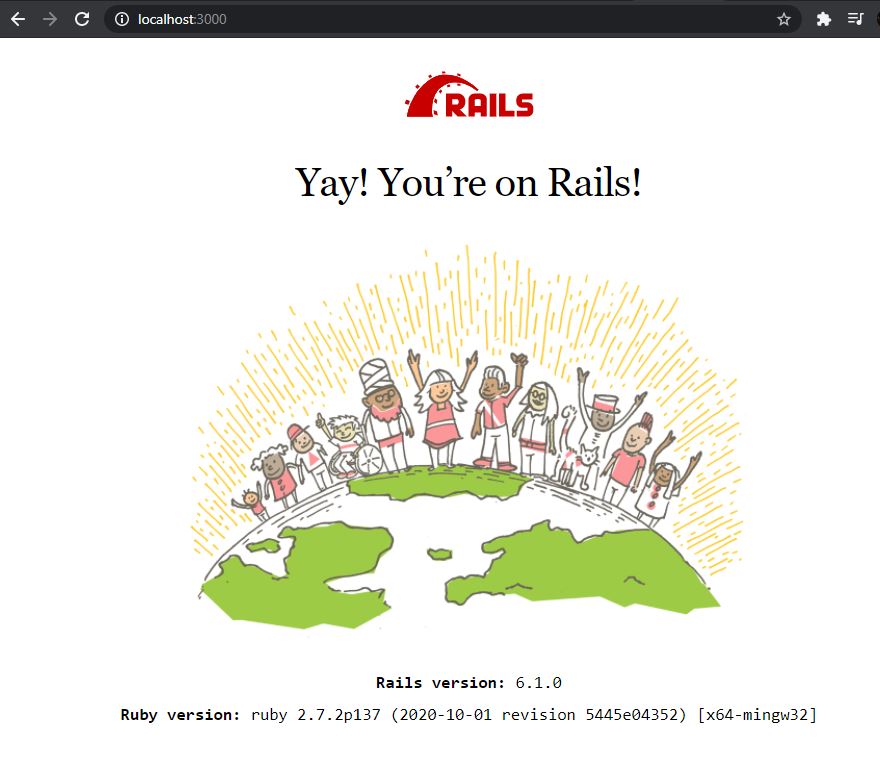 localhost:3000
RAILS
Yay! You’re on Rails!
Rails version: 6.1.0
Ruby version: ruby 2.7.2p137 (2020-10-01 revision 5445e04352) [x64-mingw32]